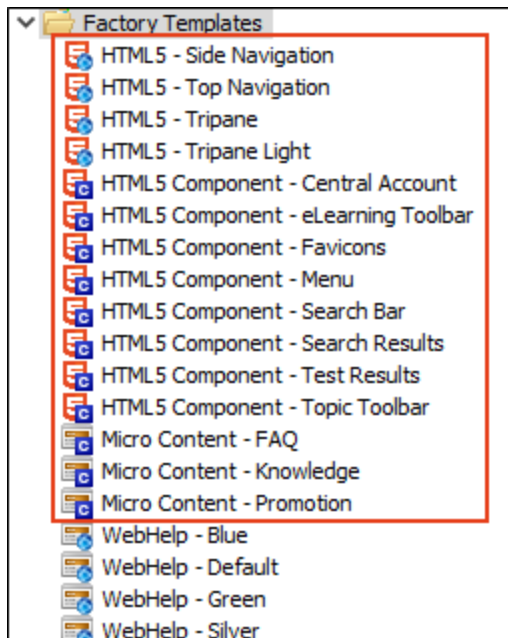 Factory Templates
HTML5 - Side Navigation
HTML5 - Top Navigation
HTML5 - Tripane
HTML5 - Tripane Light
HTML5 Component - Central Account
HTML5 Component - eLearning Toolbar
HTML5 Component - Favicons
HTML5 Component - Menu
HTML5 Component - Search Bar
HTML5 Component - Search Results
HTML5 Component - Test Results
HTML5 Component - Topic Toolbar
Micro Content - FAQ
Micro Content - Knowledge
Micro Content - Promotion
WebHelp - Blue
WebHelp - Default
WebHelp - Green
WebHelp - Silver